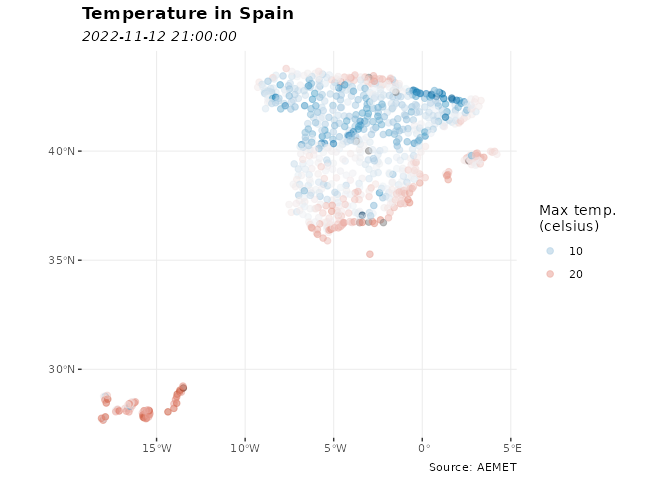 Temperature in Spain
2022-11-12 21:00:00
40°N
35°N
30°N
15°W
10°W
5°W
0°
5°E
Max temp.
(celsius)
10
20
Source: AEMET